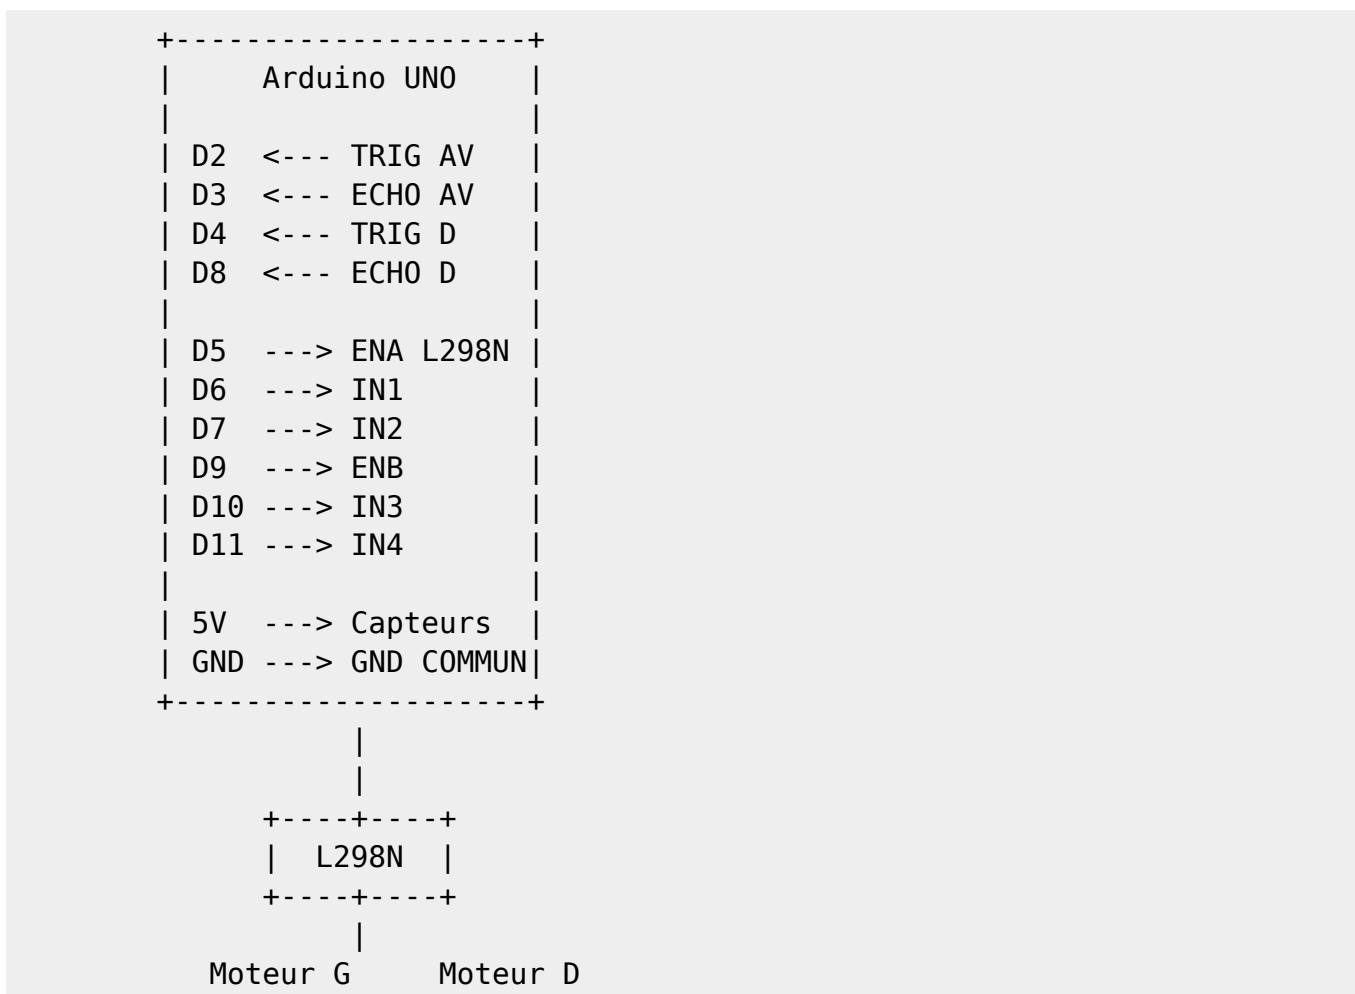 +--------------------+
|     Arduino UNO    |
|                    |
| D2  <--- TRIG AV   |
| D3  <--- ECHO AV   |
| D4  <--- TRIG D    |
| D8  <--- ECHO D    |
|                    |
| D5  ---> ENA L298N |
| D6  ---> IN1       |
| D7  ---> IN2       |
| D9  ---> ENB       |
| D10 ---> IN3       |
| D11 ---> IN4       |
|                    |
| 5V  ---> Capteurs  |
| GND ---> GND COMMUN|
+--------------------+
           |
           |
      +----+----+
      |  L298N  |
      +----+----+
           |
   Moteur G     Moteur D